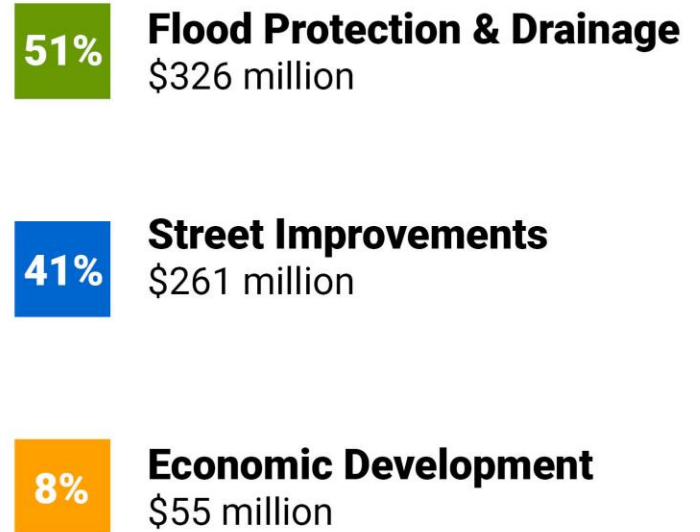 51%
Flood Protection & Drainage
$326 million
41%
Street Improvements
$261 million
8%
Economic Development
$55 million